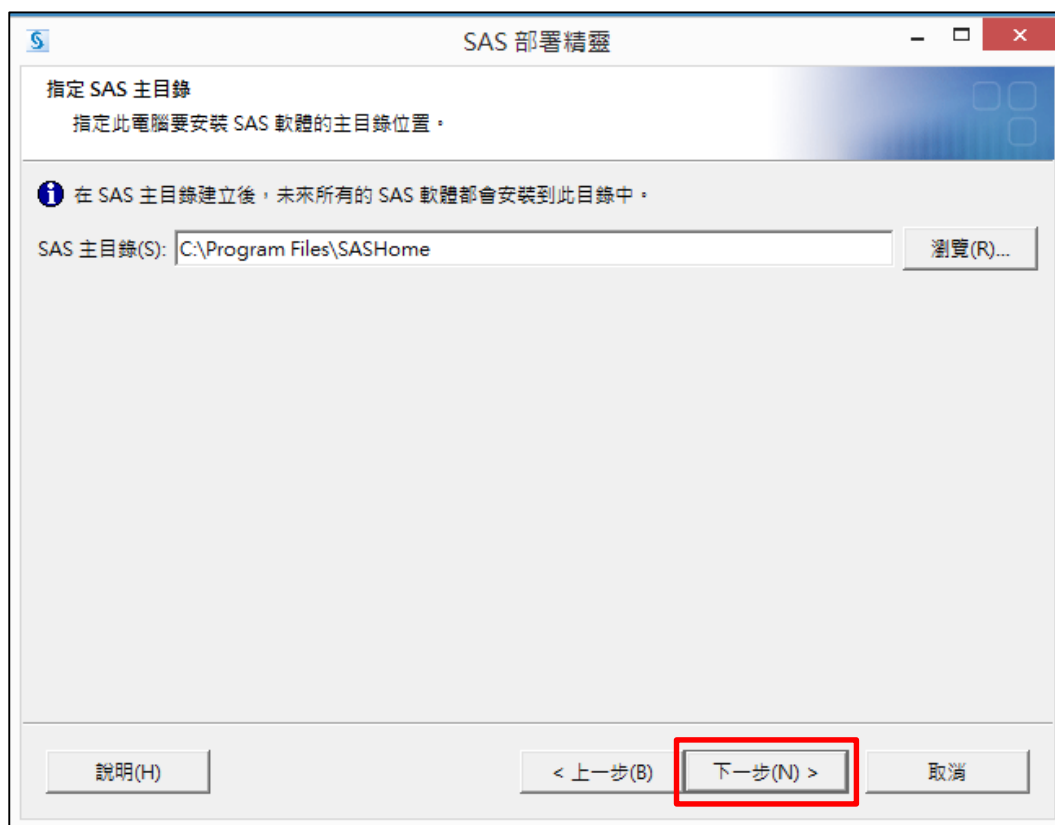 SAS 部署精靈
指定 SAS 主目錄
指定此電腦要安裝 SAS 軟體的主目錄位置。
在 SAS 主目錄建立後，未來所有的 SAS 軟體都會安裝到此目錄中。
SAS 主目錄(S): C:\Program Files\SASHome 瀏覽(R)...
說明(H) < 上一步(B) 下一步(N) > 取消